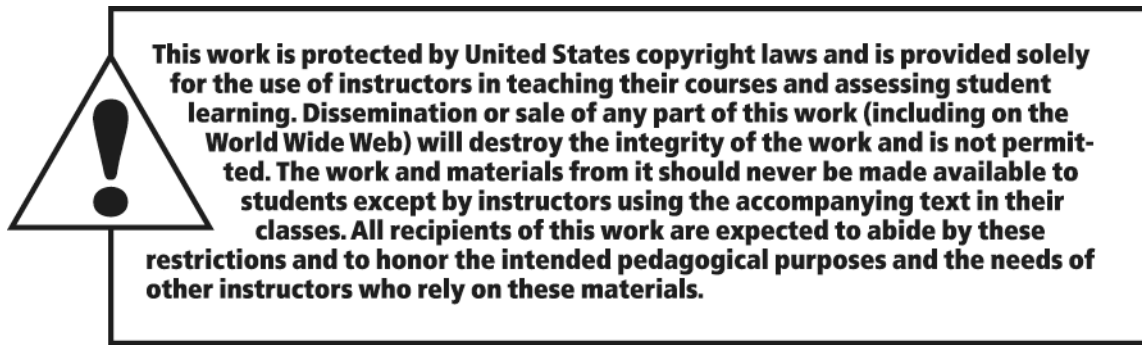 This work is protected by United States copyright laws and is provided solely
for the use of instructors in teaching their courses and assessing student
learning. Dissemination or sale of any part of this work (including on the
World Wide Web) will destroy the integrity of the work and is not permit-
ted. The work and materials from it should never be made available to
students except by instructors using the accompanying text in their
classes. All recipients of this work are expected to abide by these
restrictions and to honor the intended pedagogical purposes and the needs of
other instructors who rely on these materials.